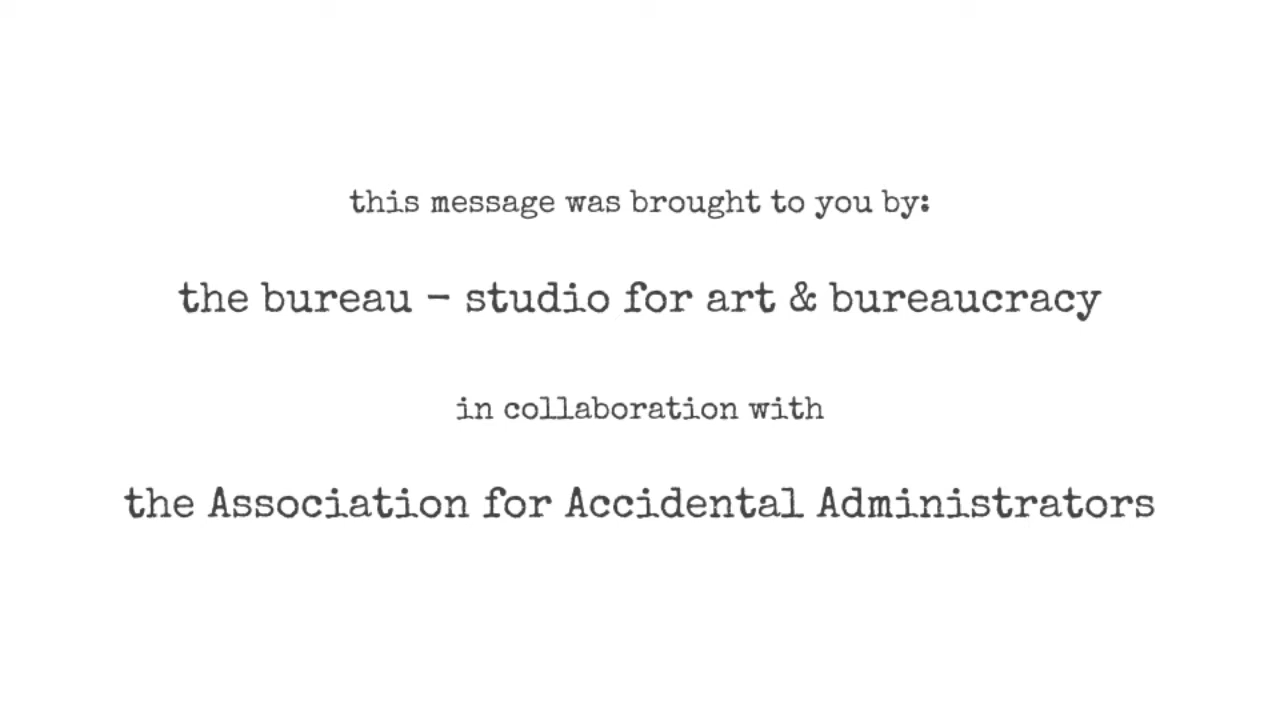 this message was brought to you by:
the bureau – studio for art & bureaucracy
in collaboration with
the Association for Accidental Administrators